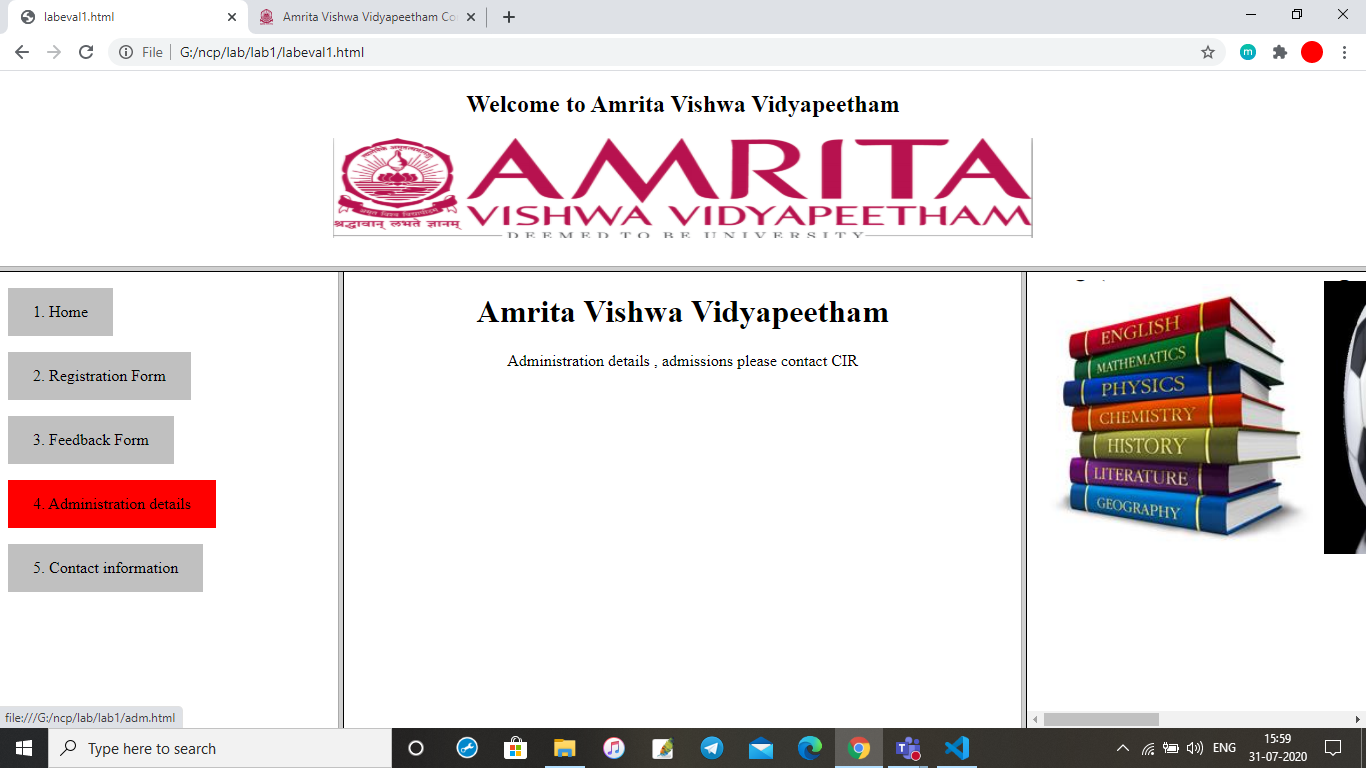 labeval1.html
Amrita Vishwa Vidyapeetham Co
File
G:/ncp/lab/lab1/labeval1.html
m
Welcome to Amrita Vishwa Vidyapeetham
AMRITA
VISHWA VIDYAPEETHAM
श्रद्धावान् लभते ज्ञानम्
DEEMED TO BE UNIVERSITY
1. Home
2. Registration Form
3. Feedback Form
4. Administration details
5. Contact information
Amrita Vishwa Vidyapeetham
Administration details , admissions please contact CIR
ENGLISH
MATHEMATICS
PHYSICS
CHEMISTRY
HISTORY
LITERATURE
GEOGRAPHY
file:///G:/ncp/lab/lab1/adm.html
Type here to search
ENG
15:59
31-07-2020